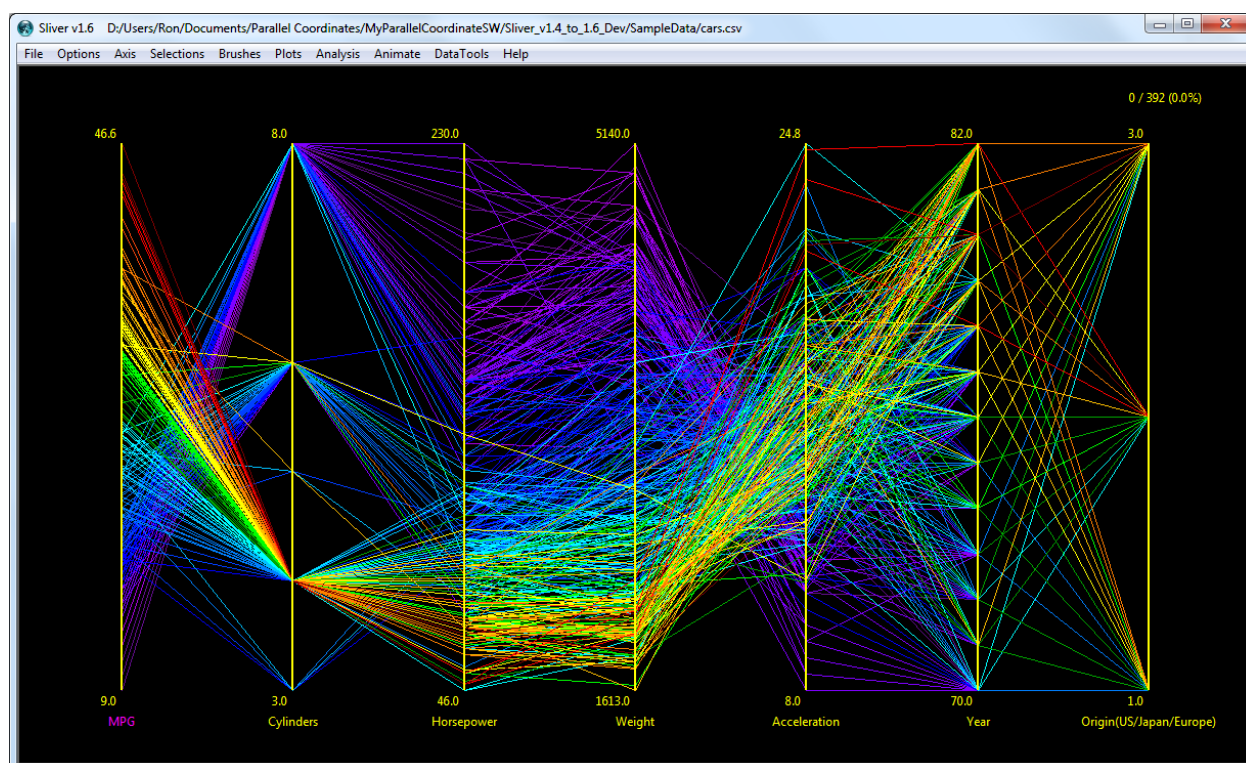 Sliver v1.6 D:/Users/Ron/Documents/Parallel Coordinates/MyParallelCoordinateSW/Sliver_v1.4_to_1.6_Dev/SampleData/cars.csv
File Options Axis Selections Brushes Plots Analysis Animate DataTools Help
0 / 392 (0.0%)
46.6 8.0 230.0 5140.0 24.8 82.0 3.0
9.0 3.0 46.0 1613.0 8.0 70.0 1.0
MPG Cylinders Horsepower Weight Acceleration Year Origin(US/Japan/Europe)